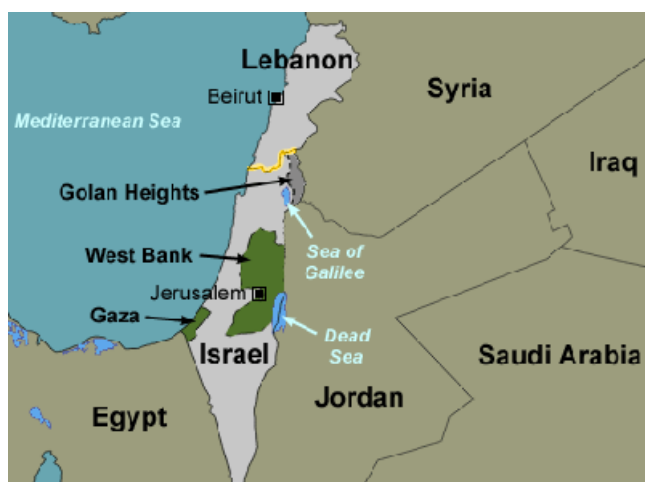 Lebanon
Syria
Beirut
Mediterranean Sea
Iraq
Golan Heights
Sea of
Galilee
West Bank
Jerusalem
Gaza
Dead
Sea
Israel
Saudi Arabia
Jordan
Egypt